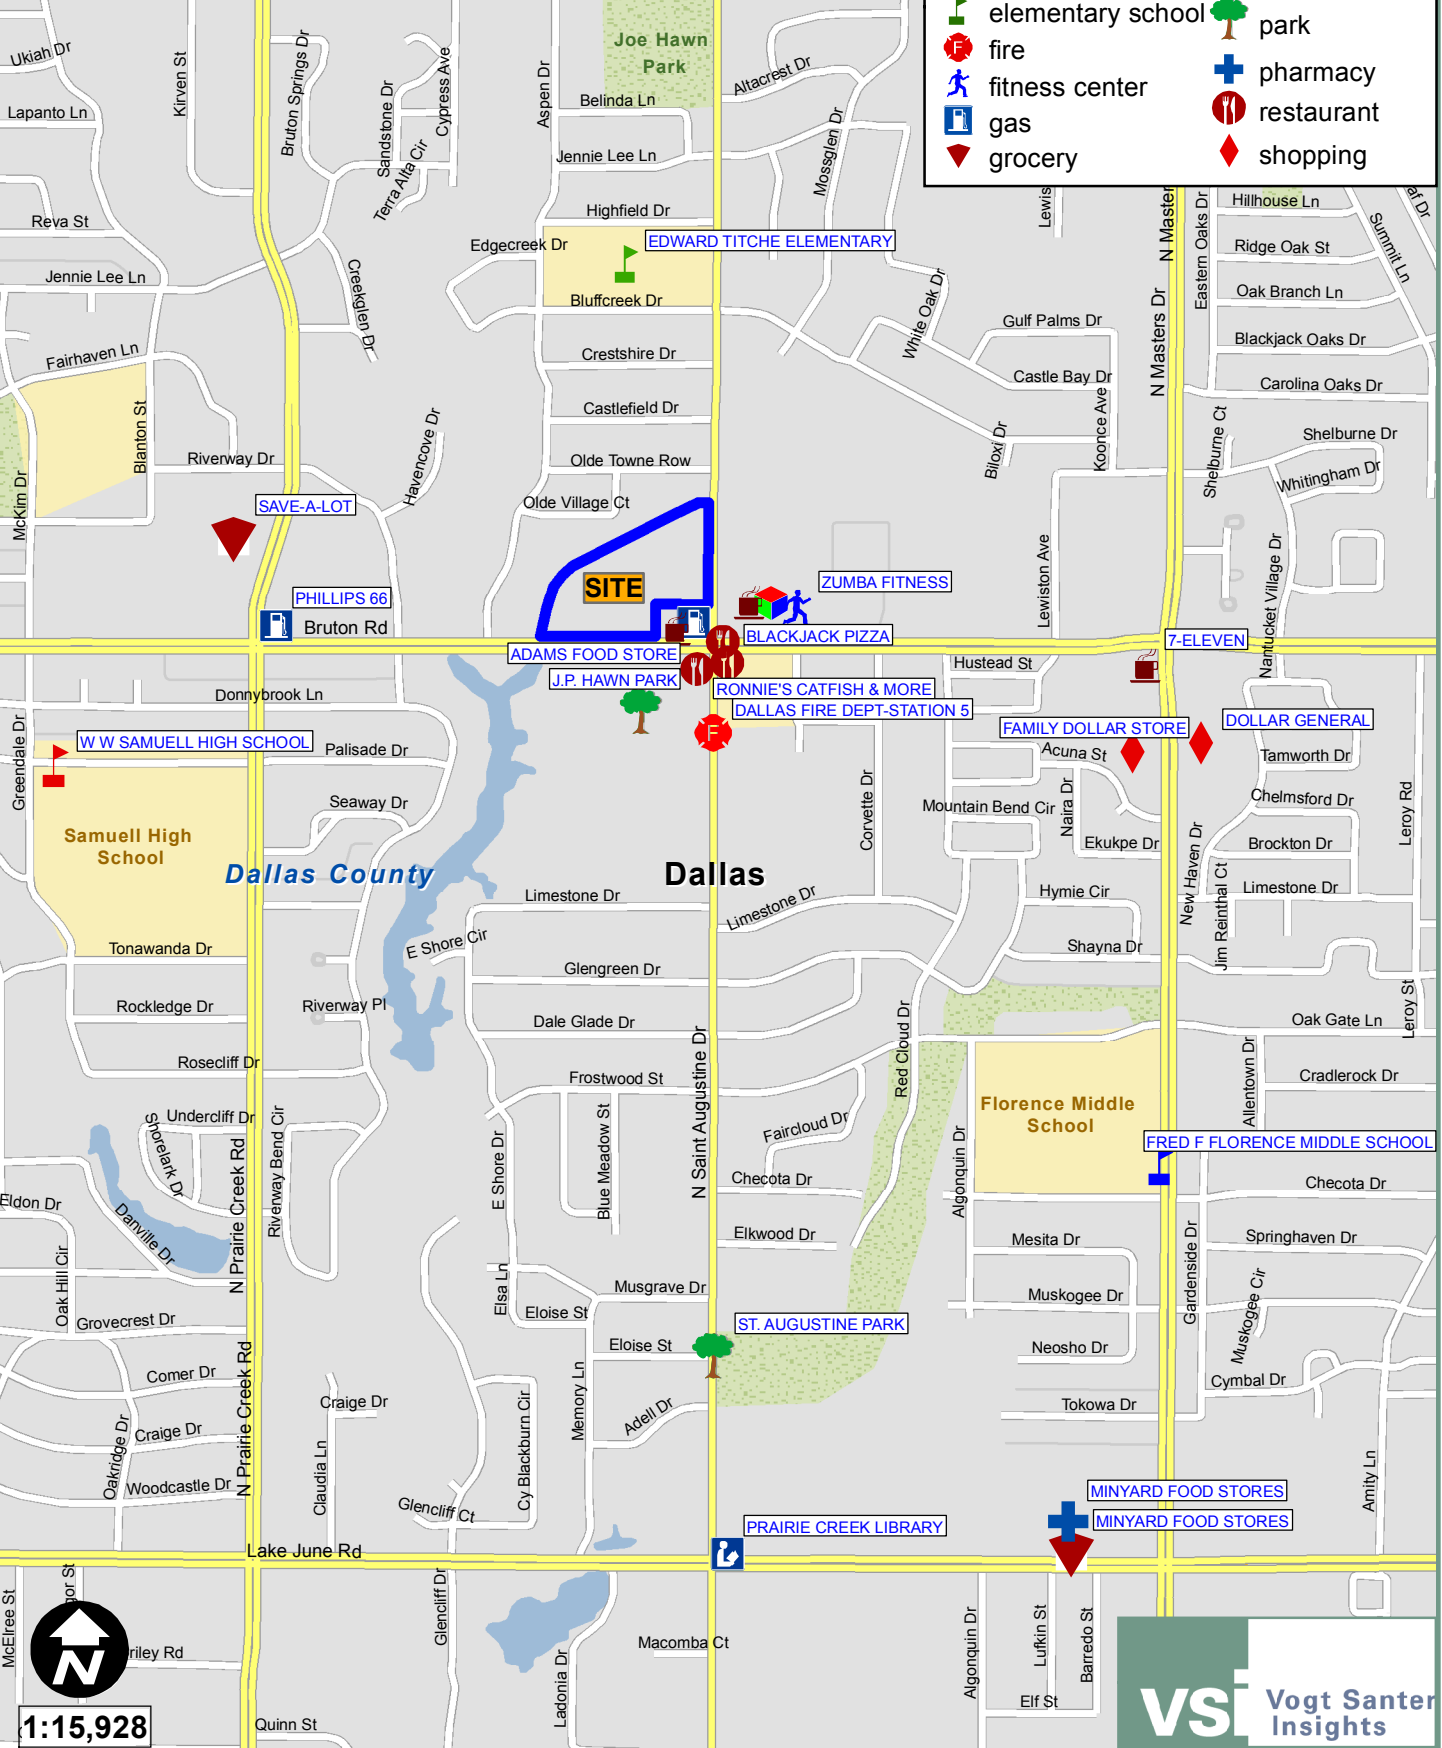 elementary school
park
fire
fitness center
pharmacy
gas
restaurant
grocery
shopping
Joe Hawn
Park
Ukiah Dr
Lapanto Ln
Kirven St
Bruton Springs Dr
Sandstone Dr
Cypress Ave
Terra Alta Cir
Aspen Dr
Belinda Ln
Altacrest Dr
Jennie Lee Ln
Mossglen Dr
Highfield Dr
Reva St
Edgecreek Dr
EDWARD TITCHE ELEMENTARY
Jennie Lee Ln
Creekglen Dr
Bluffcreek Dr
White Oak Dr
Lewis
N Master
Eastern Oaks Dr
Hillhouse Ln
Ridge Oak St
Summit Ln
af Dr
Oak Branch Ln
N Masters Dr
Gulf Palms Dr
Blackjack Oaks Dr
Fairhaven Ln
Crestshire Dr
Castle Bay Dr
Carolina Oaks Dr
Blanton St
Castlefield Dr
Koonce Ave
Biloxi Dr
Shelburne Ct
Shelburne Dr
Whitingham Dr
Riverway Dr
Havencove Dr
Olde Towne Row
McKim Dr
SAVE-A-LOT
Olde Village Ct
Lewiston Ave
Nantucket Village Dr
SITE
ZUMBA FITNESS
PHILLIPS 66
Bruton Rd
BLACKJACK PIZZA
7-ELEVEN
ADAMS FOOD STORE
Hustead St
J.P. HAWN PARK
RONNIE'S CATFISH & MORE
Donnybrook Ln
DALLAS FIRE DEPT-STATION 5
FAMILY DOLLAR STORE
DOLLAR GENERAL
Greendale Dr
W W SAMUELL HIGH SCHOOL
Palisade Dr
Acuna St
Tamworth Dr
Seaway Dr
Corvette Dr
Mountain Bend Cir
Naira Dr
Chelmsford Dr
Leroy Rd
Samuell High
School
Ekukpe Dr
New Haven Dr
Brockton Dr
Dallas County
Dallas
Limestone Dr
Limestone Dr
Hymie Cir
Jim Reinthal Ct
Limestone Dr
Tonawanda Dr
E Shore Cir
Shayna Dr
Glengreen Dr
Rockledge Dr
Riverway Pl
Dale Glade Dr
Red Cloud Dr
Oak Gate Ln
Leroy St
Rosecliff Dr
N Saint Augustine Dr
Frostwood St
Allentown Dr
Cradlerock Dr
Florence Middle
School
Shorelark Dr
Undercliff Dr
Riverway Bend Cir
N Prairie Creek Rd
E Shore Dr
Blue Meadow St
Faircloud Dr
Algonquin Dr
FRED F FLORENCE MIDDLE SCHOOL
Checota Dr
Checota Dr
Eldon Dr
Danville Dr
Elkwood Dr
Mesita Dr
Gardenside Dr
Springhaven Dr
Oak Hill Cir
Elsa Ln
Musgrave Dr
Muskogee Dr
Muskogee Cir
Grovecrest Dr
Eloise St
ST. AUGUSTINE PARK
Eloise St
Neosho Dr
Comer Dr
N Prairie Creek Rd
Memory Ln
Cymbal Dr
Craige Dr
Tokowa Dr
Oakridge Dr
Craige Dr
Claudia Ln
Cy Blackburn Cir
Adell Dr
Woodcastle Dr
Glencliff Ct
Amity Ln
MINYARD FOOD STORES
PRAIRIE CREEK LIBRARY
MINYARD FOOD STORES
Lake June Rd
McElree St
gor St
Glencliff Dr
Algonquin Dr
Lufkin St
Barredo St
N
riley Rd
Macomba Ct
Ladonia Dr
Elf St
1:15,928
Quinn St
vsi
Vogt Santer
Insights
F
F